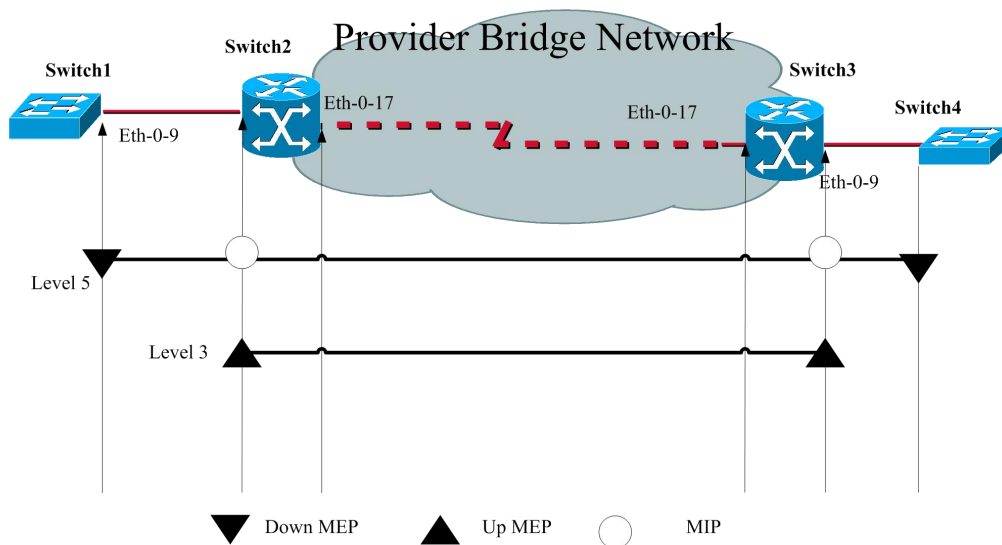 Provider Bridge Network
Switch1
Switch2
Switch3
Switch4
Eth-0-9
Eth-0-17
Eth-0-17
Eth-0-9
Level 5
Level 3
Down MEP
Up MEP
MIP